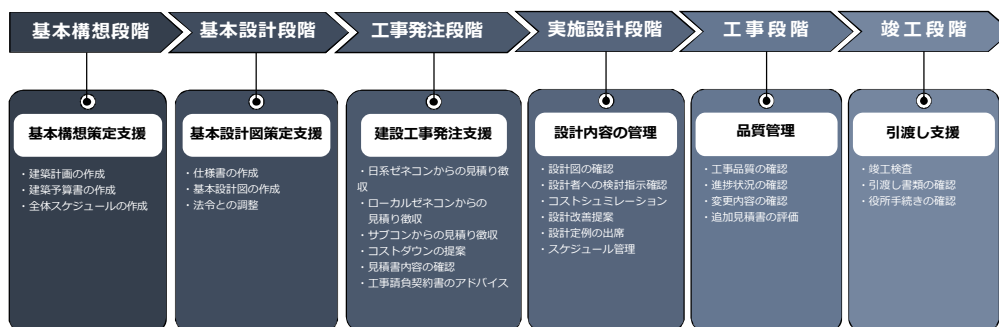 基本構想段階
基本設計段階
工事発注段階
実施設計段階
工事段階
竣工段階
基本構想策定支援
・建築計画の作成
・建築予算書の作成
・全体スケジュールの作成
基本設計図策定支援
・仕様書の作成
・基本設計図の作成
・法令との調整
建設工事発注支援
・日系ゼネコンからの見積り徴
収
・ローカルゼネコンからの
見積り徴収
・サブコンからの見積り徴収
・コストダウンの提案
・見積書内容の確認
・工事請負契約書のアドバイス
設計内容の管理
・設計図の確認
・設計者への検討指示確認
・コストシュミレーション
・設計改善提案
・設計定例の出席
・スケジュール管理
品質管理
・工事品質の確認
・進捗状況の確認
・変更内容の確認
・追加見積書の評価
引渡し支援
・竣工検査
・引渡し書類の確認
・役所手続きの確認